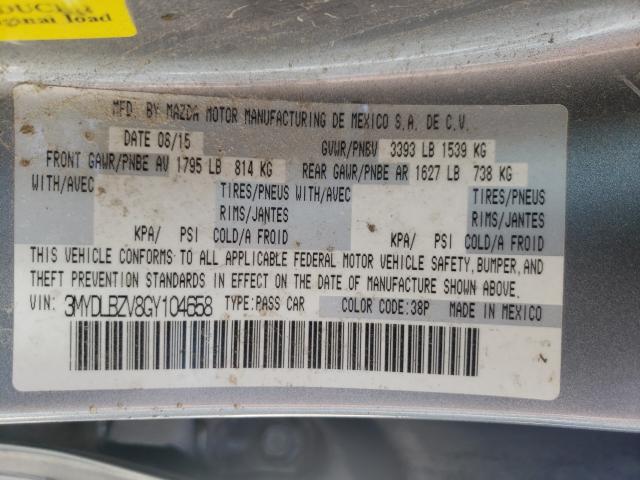 DUCED
onal load
MFD. BY MAZDA MOTOR MANUFACTURING DE MEXICO S.A. DE C.V.
DATE 08/15 GVWR/PNBV 3393 LB 1539 KG
FRONT GAWR/PNBE AV 1795 LB 814 KG REAR GAWR/PNBE AR 1627 LB 738 KG
WITH/AVEC TIRES/PNEUS WITH/AVEC TIRES/PNEUS
RIMS/JANTES RIMS/JANTES
KPA/ PSI COLD/A FROID KPA/ PSI COLD/A FROID
THIS VEHICLE CONFORMS TO ALL APPLICABLE FEDERAL MOTOR VEHICLE SAFETY, BUMPER, AND
THEFT PREVENTION STANDARDS IN EFFECT ON THE DATE OF MANUFACTURE SHOWN ABOVE.
VIN: 3MYDLBZV8GY104658 TYPE:PASS CAR COLOR CODE:38P MADE IN MEXICO